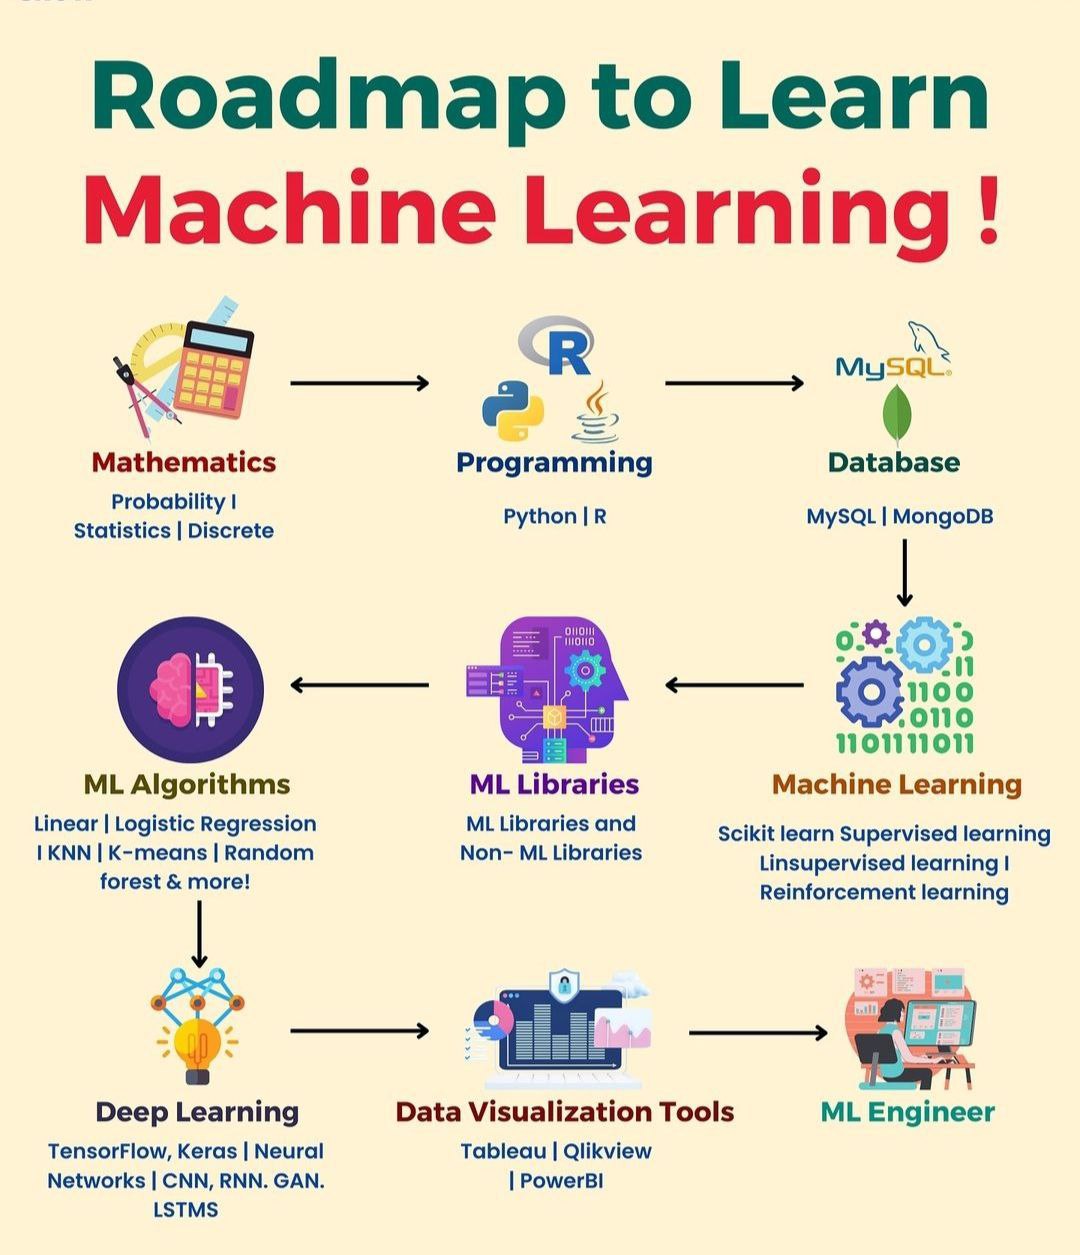 Roadmap to Learn
Machine Learning !
R
MySQL
Mathematics
Probability I
Statistics | Discrete
Programming
Python | R
Database
MySQL | MongoDB
011011
1110110
1100
0110
1101111011
ML Algorithms
Linear | Logistic Regression
I KNN | K-means | Random
forest & more!
ML Libraries
ML Libraries and
Non- ML Libraries
Machine Learning
Scikit learn Supervised learning
Linsupervised learning I
Reinforcement learning
Deep Learning
TensorFlow, Keras | Neural
Networks | CNN, RNN. GAN.
LSTMS
Data Visualization Tools
Tableau | Qlikview
| PowerBI
ML Engineer